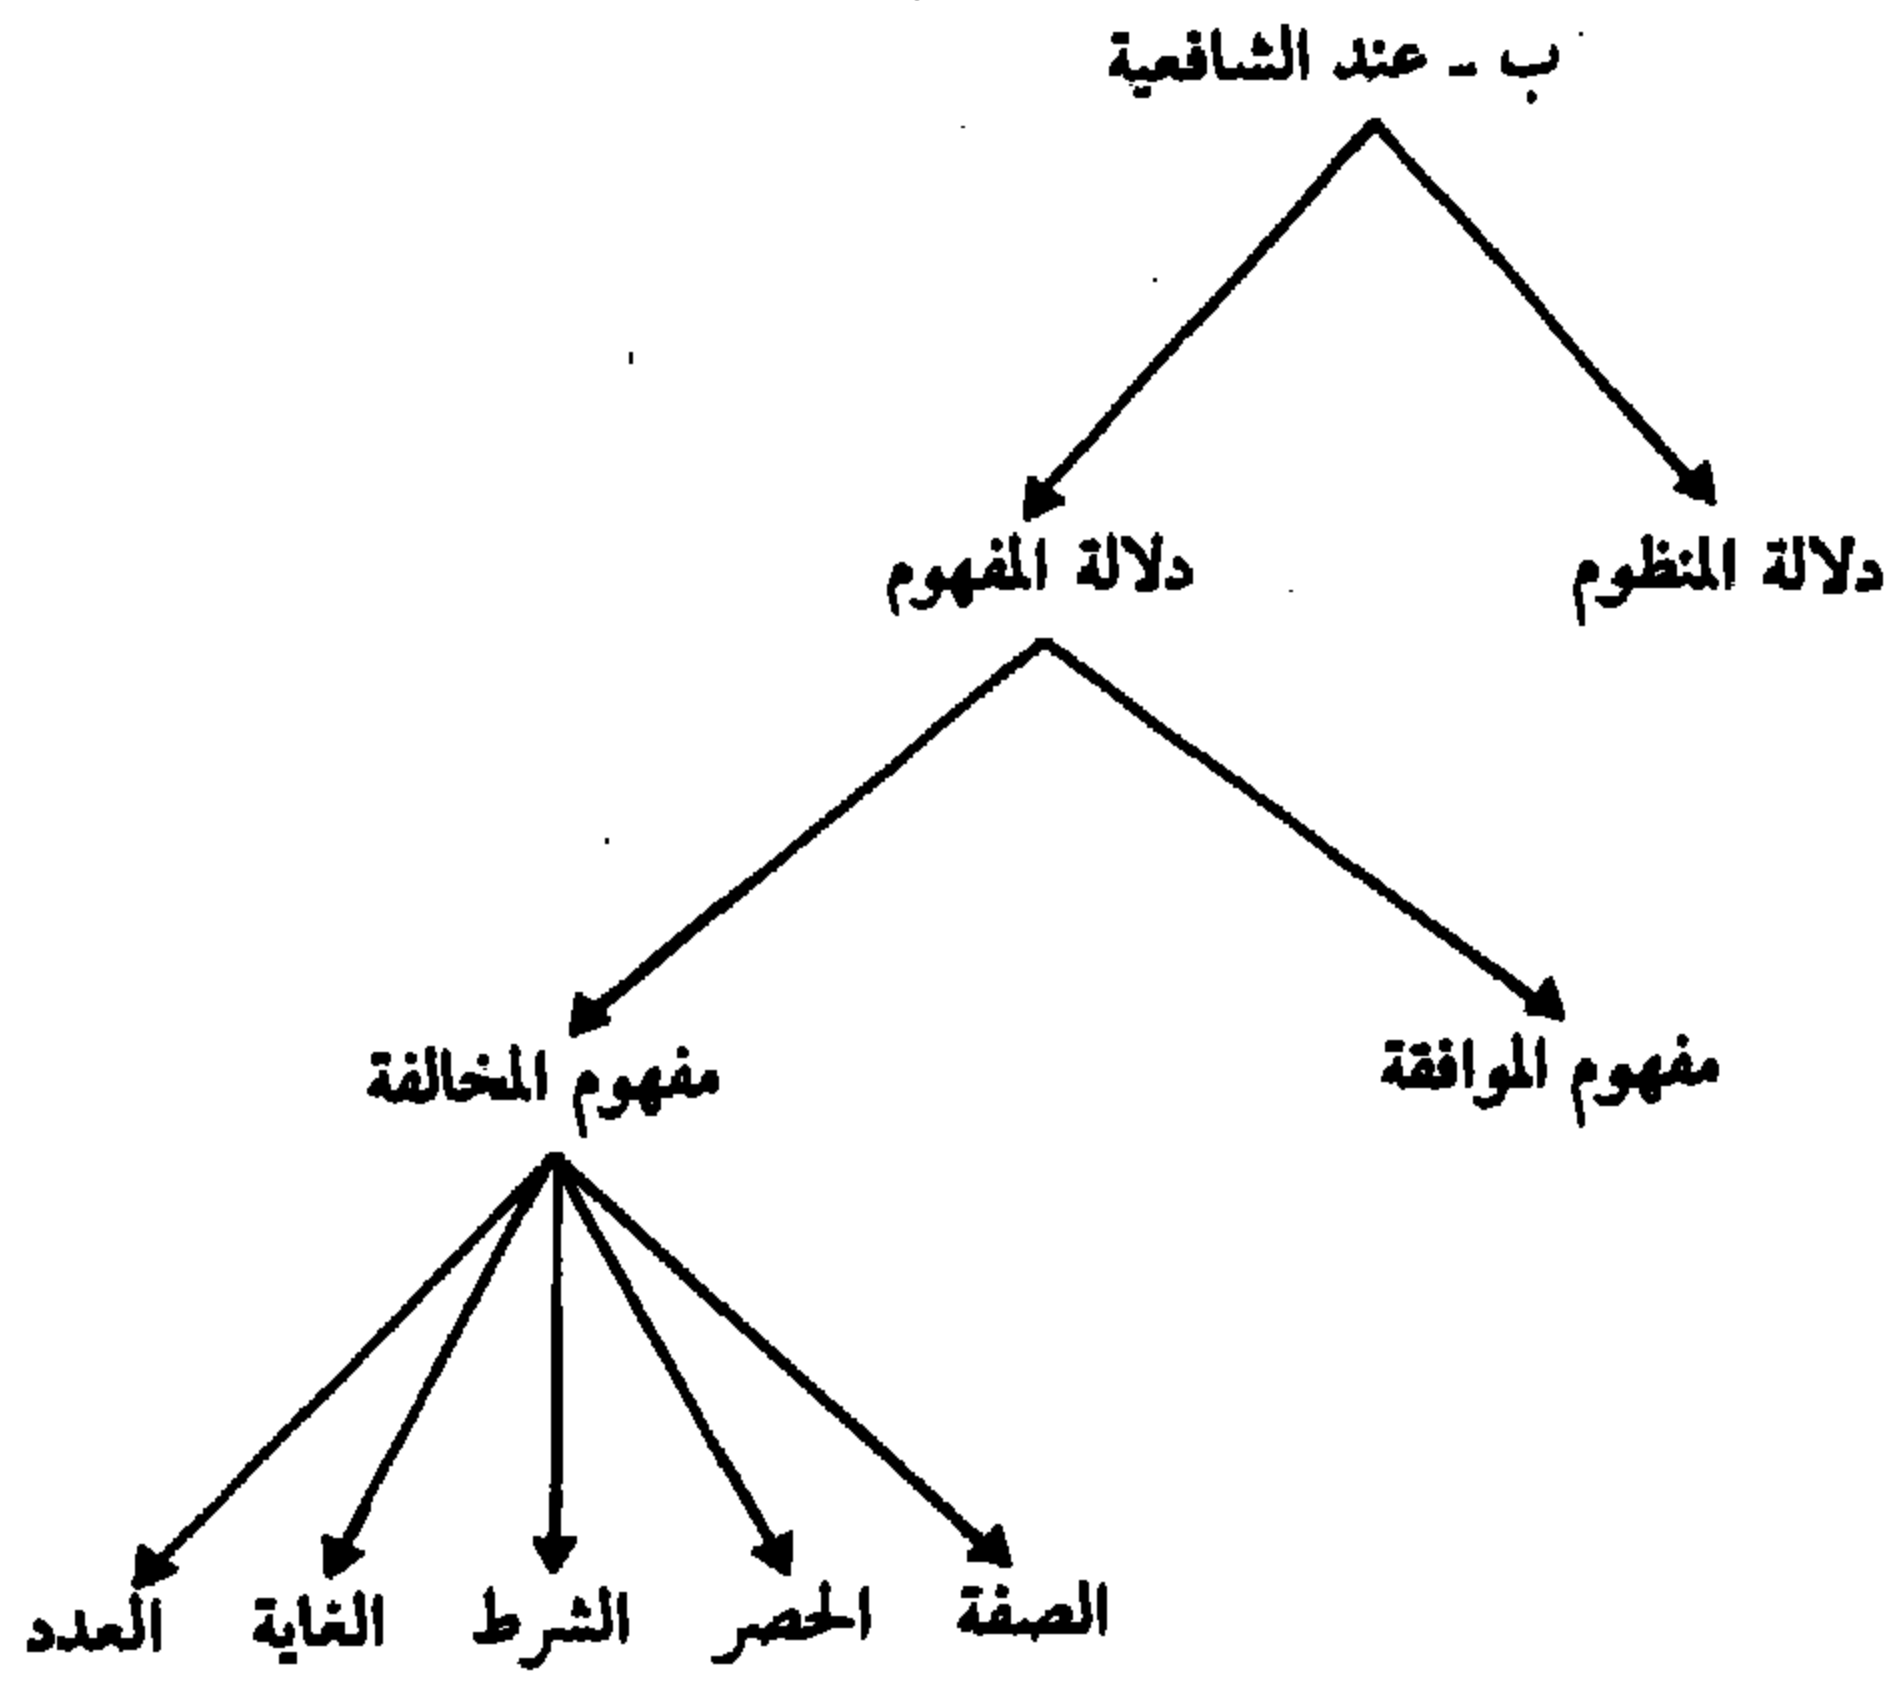 ب - عند الشافعية
دلالة المنظوم
دلالة المفهوم
مفهوم الموافقة
مفهوم المخالفة
الصفة
الحصر
الشرط
الغاية
العدد